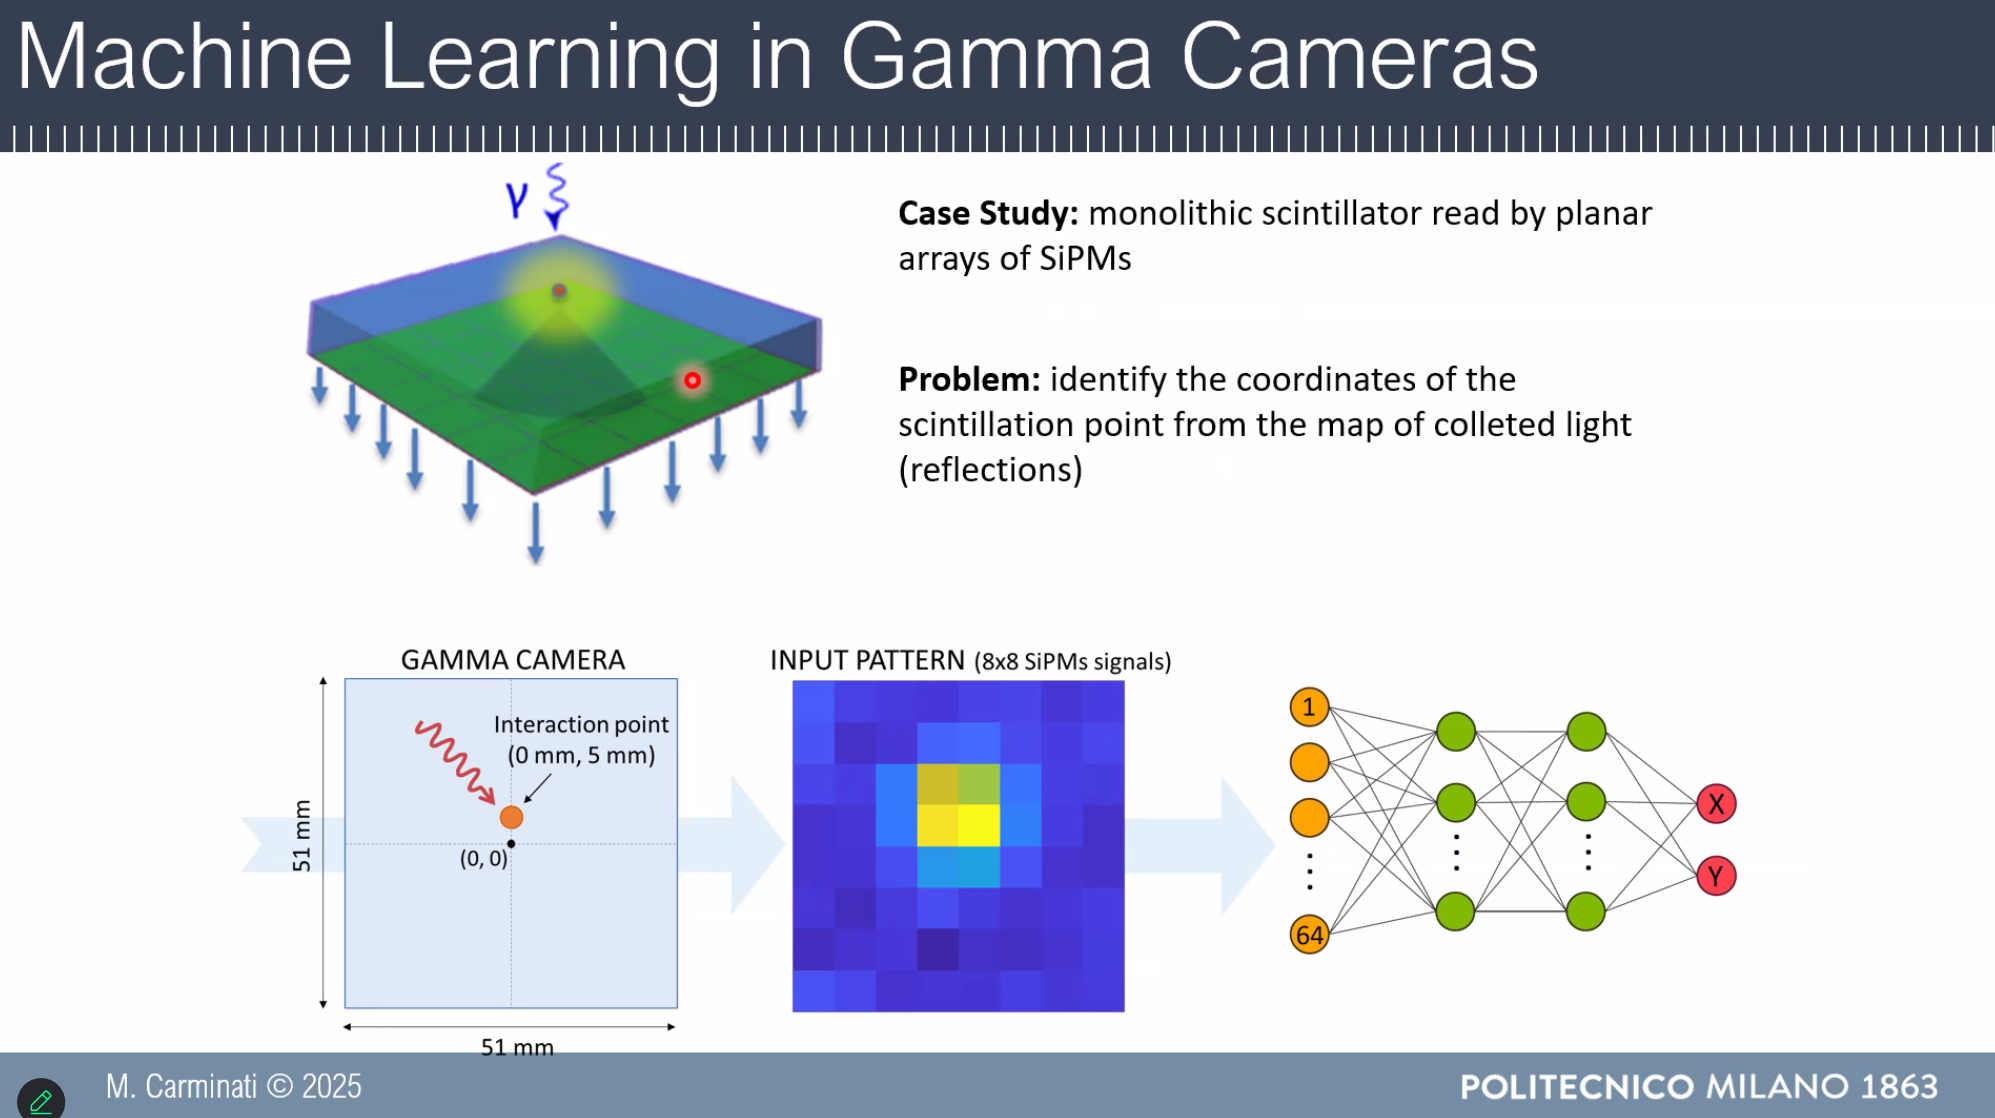 Machine Learning in Gamma Cameras
γ
Case Study: monolithic scintillator read by planar
arrays of SiPMs
Problem: identify the coordinates of the
scintillation point from the map of colleted light
(reflections)
GAMMA CAMERA
Interaction point
(0 mm, 5 mm)
(0, 0)
51 mm
51 mm
INPUT PATTERN (8x8 SiPMs signals)
1
64
X
Y
M. Carminati © 2025
POLITECNICO MILANO 1863